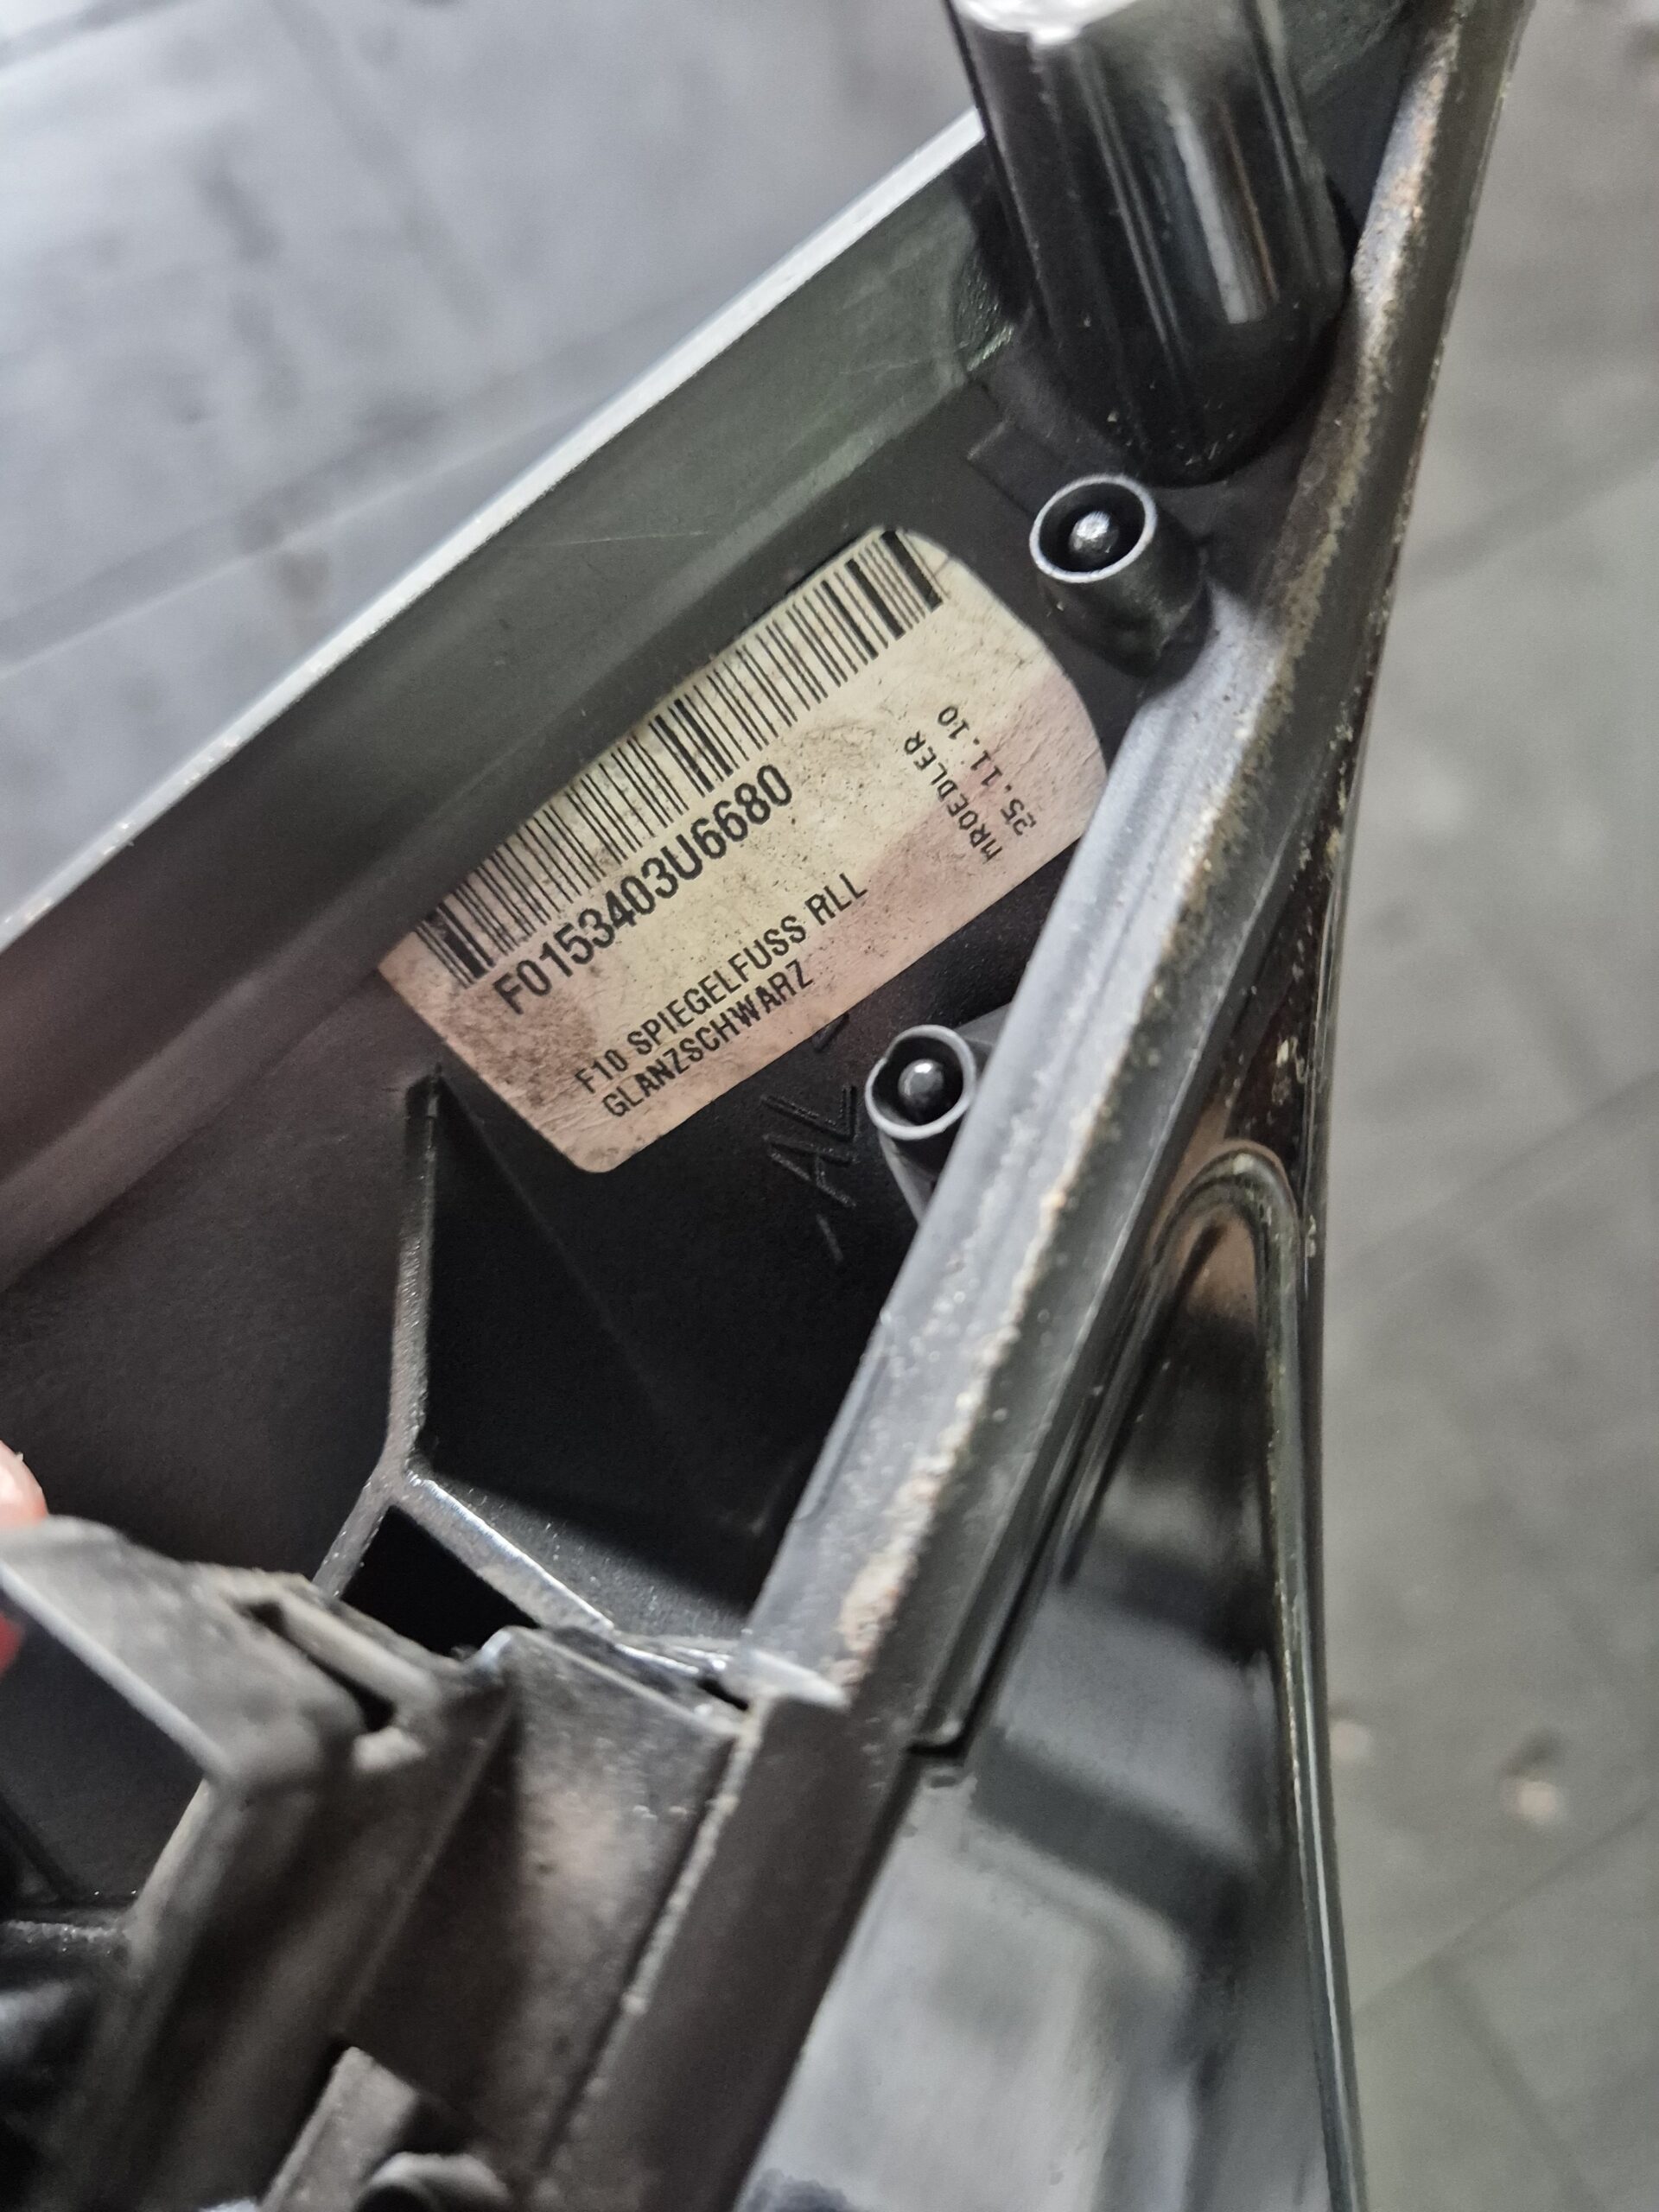 F0153403U6680
F10 SPIEGELFUSS RLL
GLANZSCHWARZ
MROEDLER
25.11.10